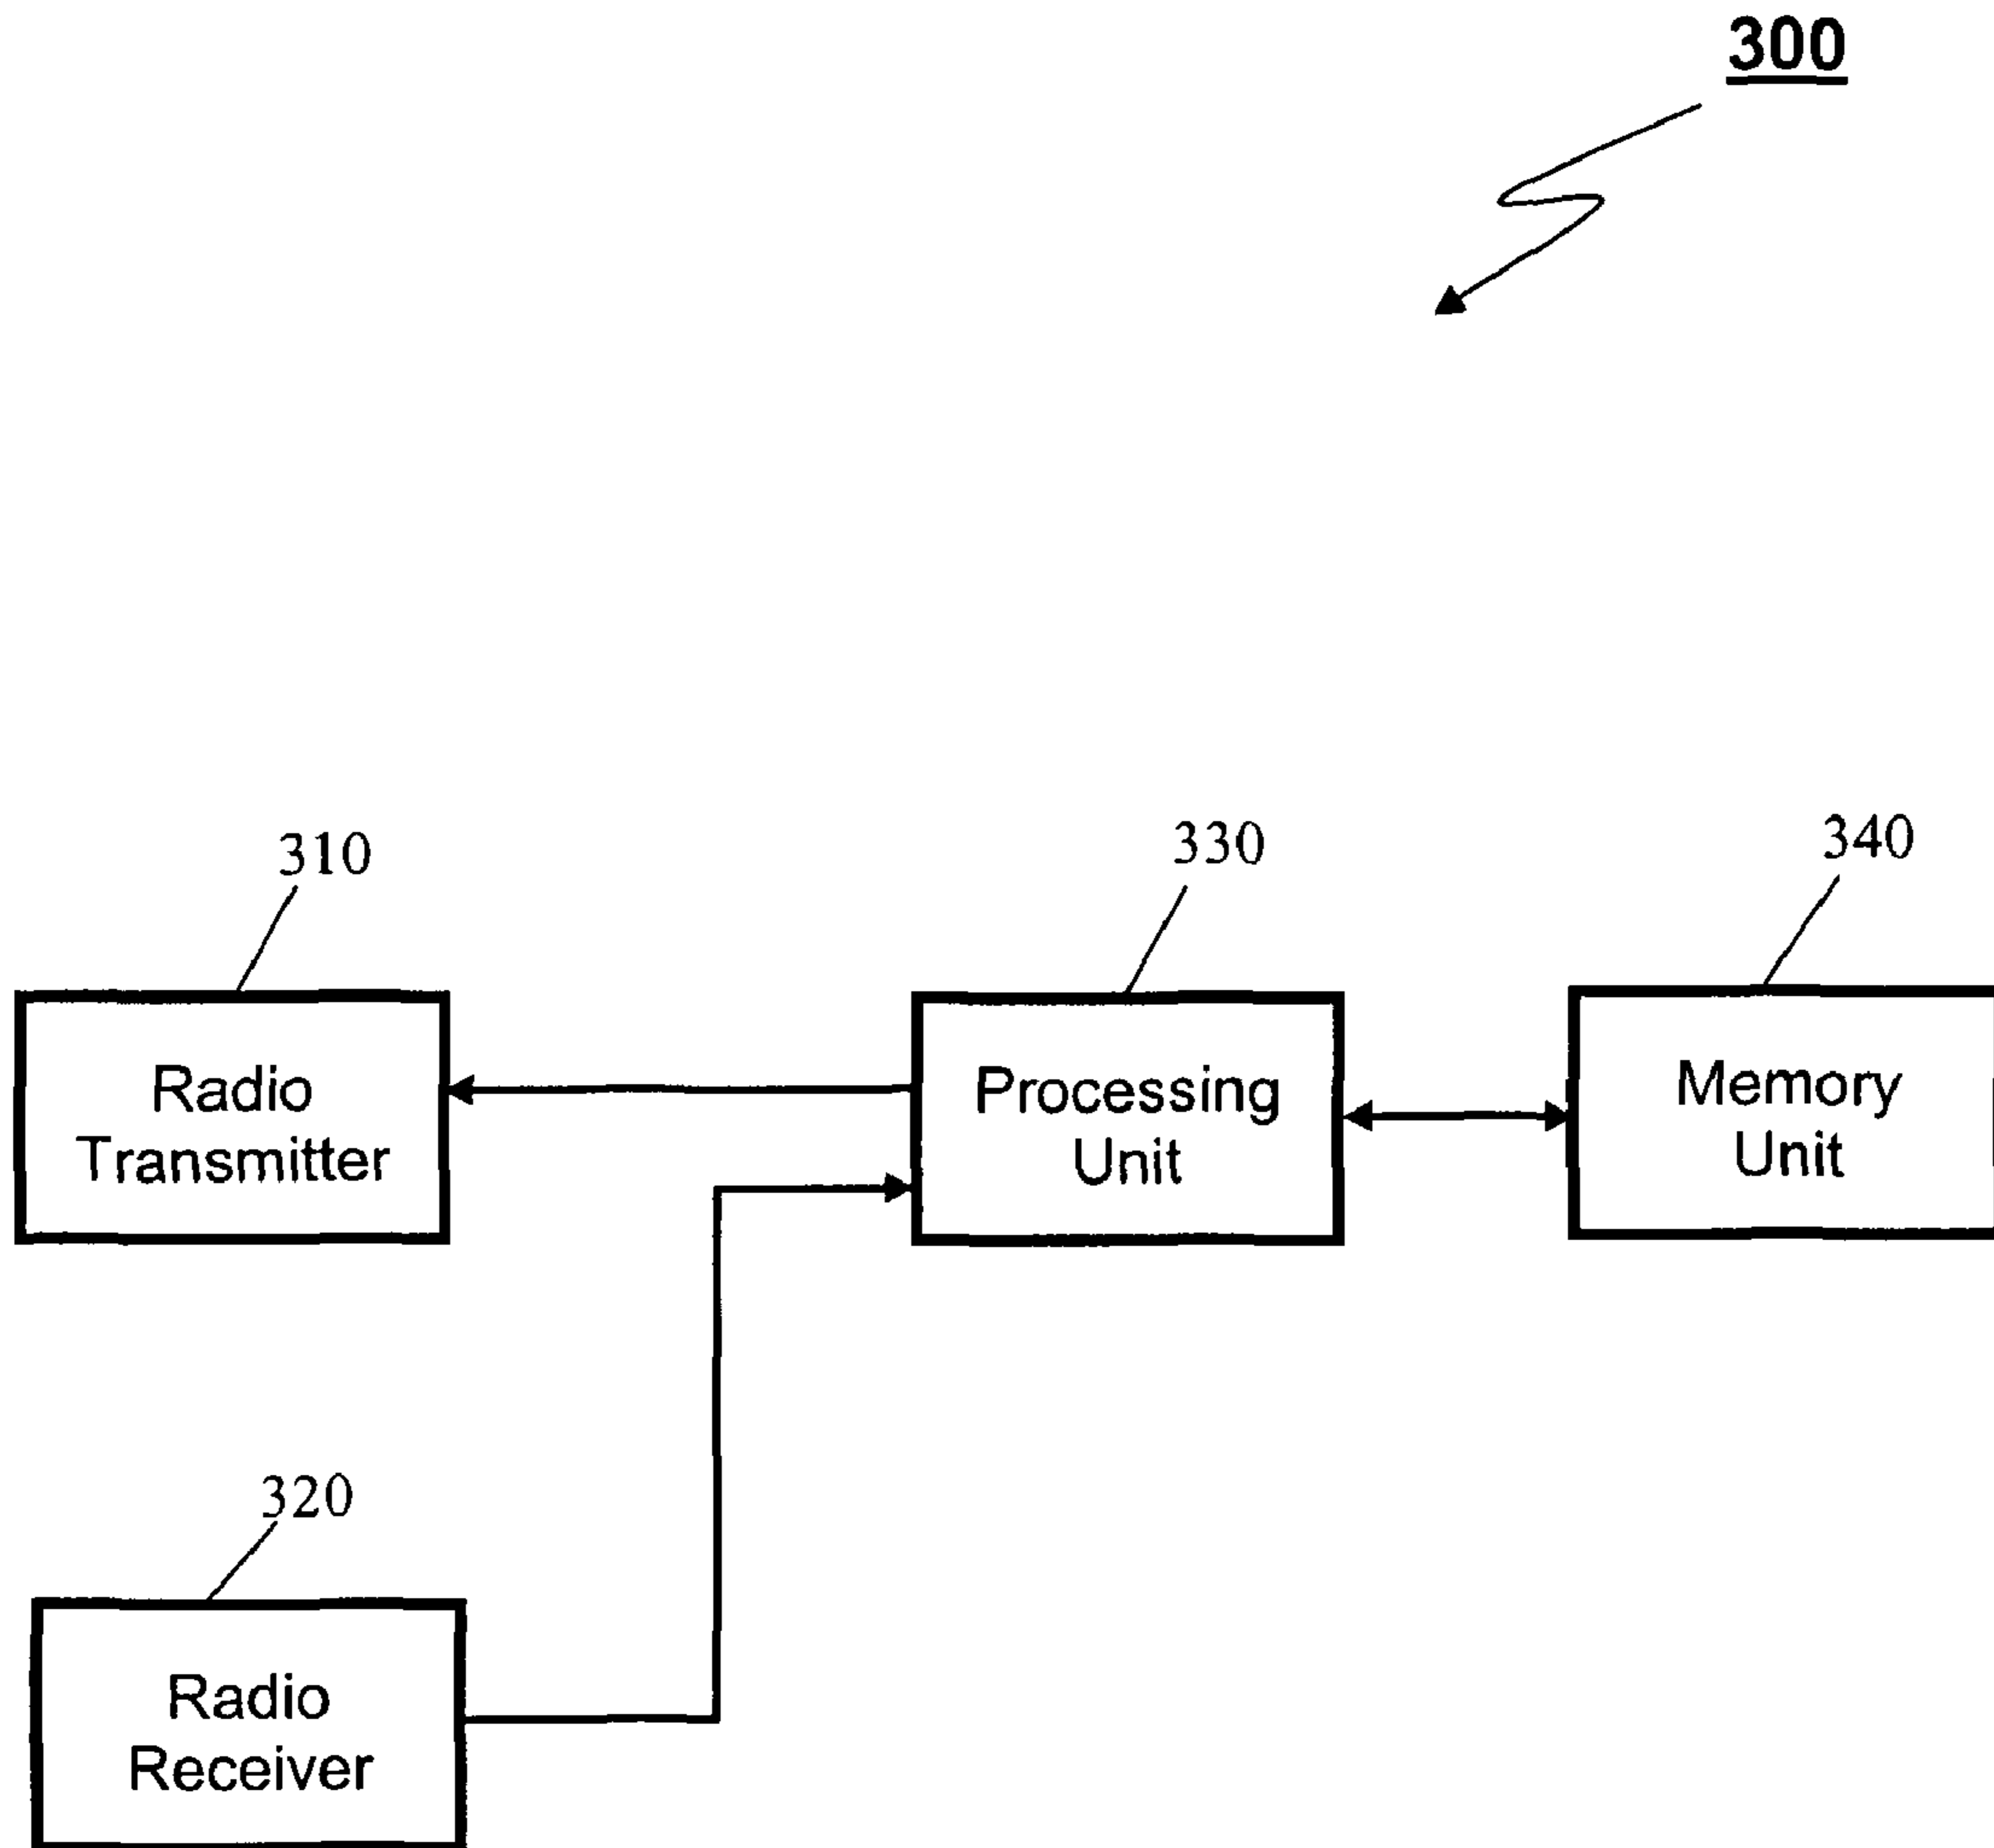 300
310
330
340
Radio
Transmitter
Processing
Unit
Memory
Unit
320
Radio
Receiver